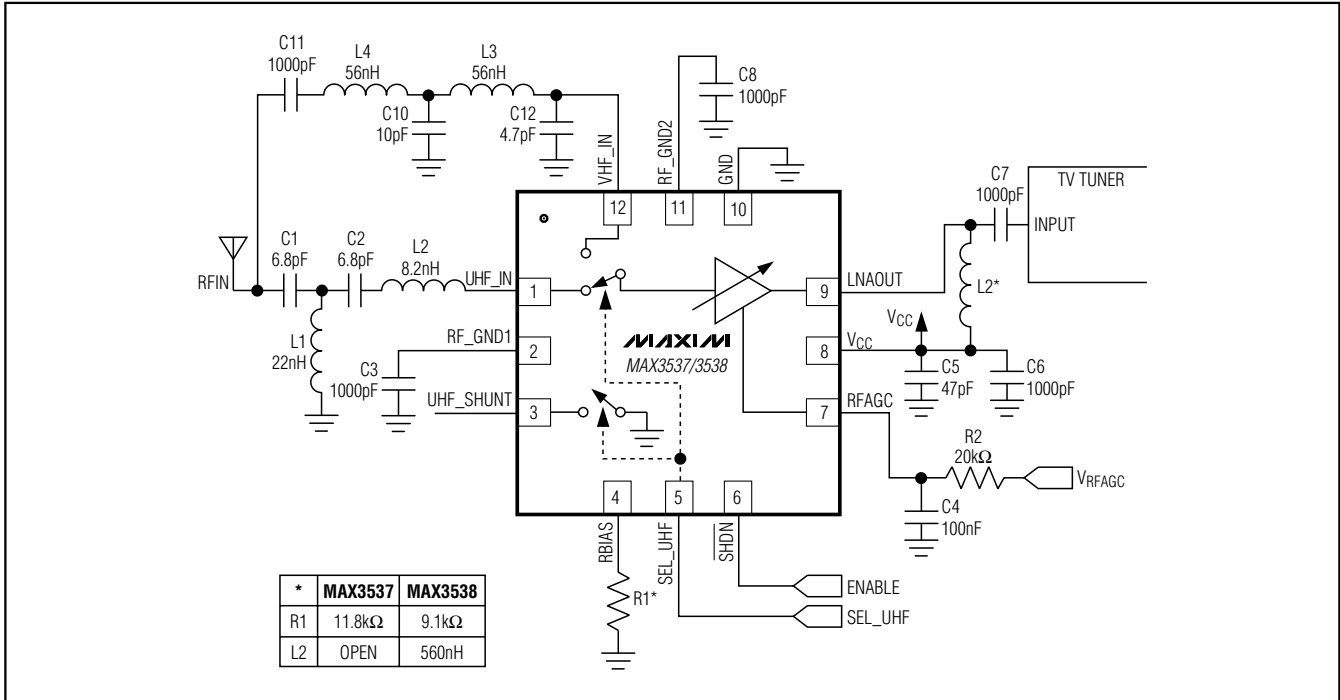 C11
1000pF
L4
56nH
L3
56nH
C10
10pF
C12
4.7pF
C8
1000pF
VHF_IN
RF_GND2
GND
12
11
10
C7
1000pF
TV TUNER
INPUT
RFIN
C1
6.8pF
C2
6.8pF
L2
8.2nH
UHF_IN
1
L1
22nH
RF_GND1
2
C3
1000pF
UHF_SHUNT
3
MAXIM
MAX3537/3538
9
LNAOUT
L2*
VCC
8
VCC
C5
47pF
C6
1000pF
7
RFAGC
R2
20kΩ
VRFAGC
C4
100nF
4
5
6
RBIAS
SEL_UHF
SHDN
R1*
ENABLE
SEL_UHF
* MAX3537 MAX3538
R1 11.8kΩ 9.1kΩ
L2 OPEN 560nH